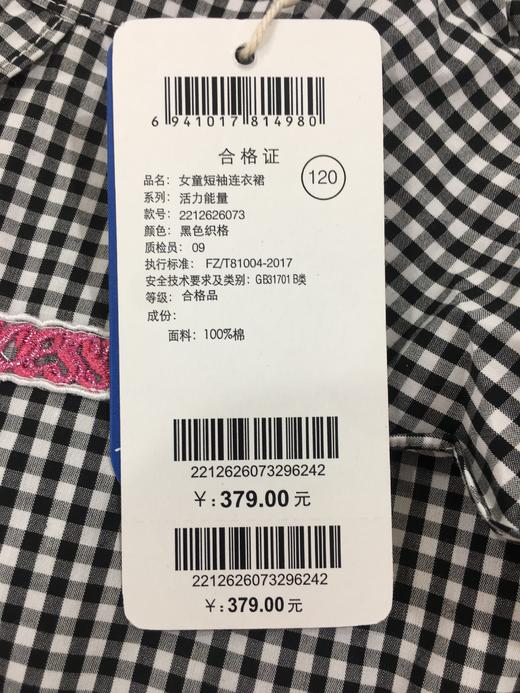 6 941017 814980
合格证
品名：女童短袖连衣裙
120
系列：活力能量
款号：2212626073
颜色：黑色织格
质检员：09
执行标准：FZ/T81004-2017
安全技术要求及类别：GB31701 B类
等级：合格品
成份：
面料：100%棉
2212626073296242
￥:379.00元
2212626073296242
￥:379.00元